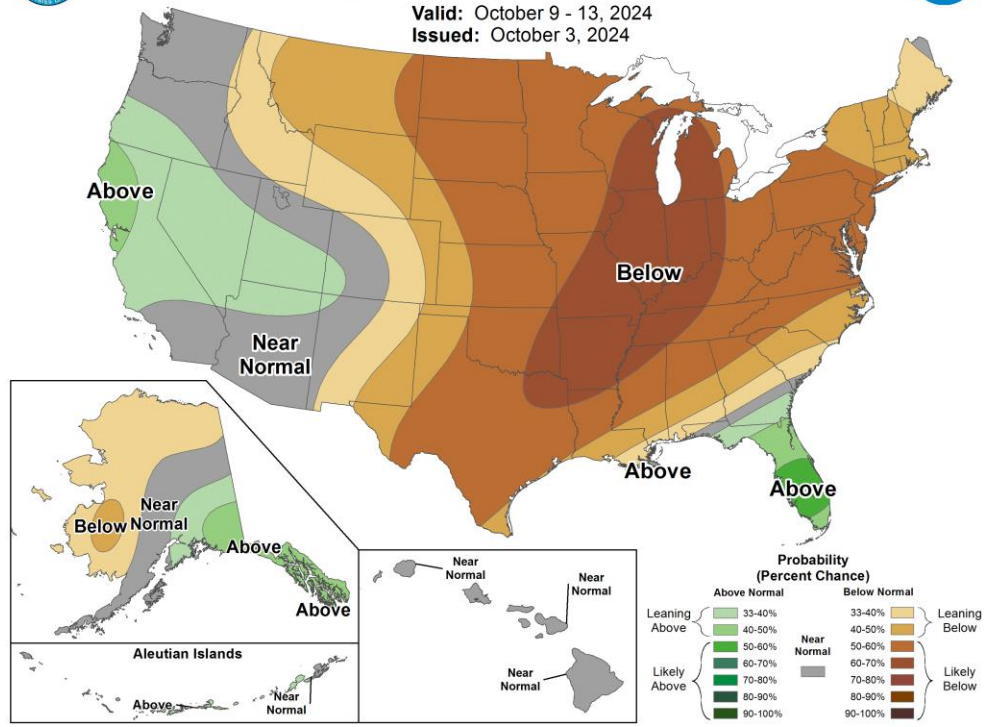 Valid: October 9 - 13, 2024
Issued: October 3, 2024
Above
Below
Near
Normal
Above
Above
Below
Near
Normal
Above
Above
Aleutian Islands
Above
Near
Normal
Near
Normal
Near
Normal
Near
Normal
Probability
(Percent Chance)
Above Normal
Below Normal
Leaning
Above
33-40%
40-50%
Near
Normal
33-40%
40-50%
Leaning
Below
Likely
Above
50-60%
60-70%
70-80%
80-90%
90-100%
50-60%
60-70%
70-80%
80-90%
90-100%
Likely
Below